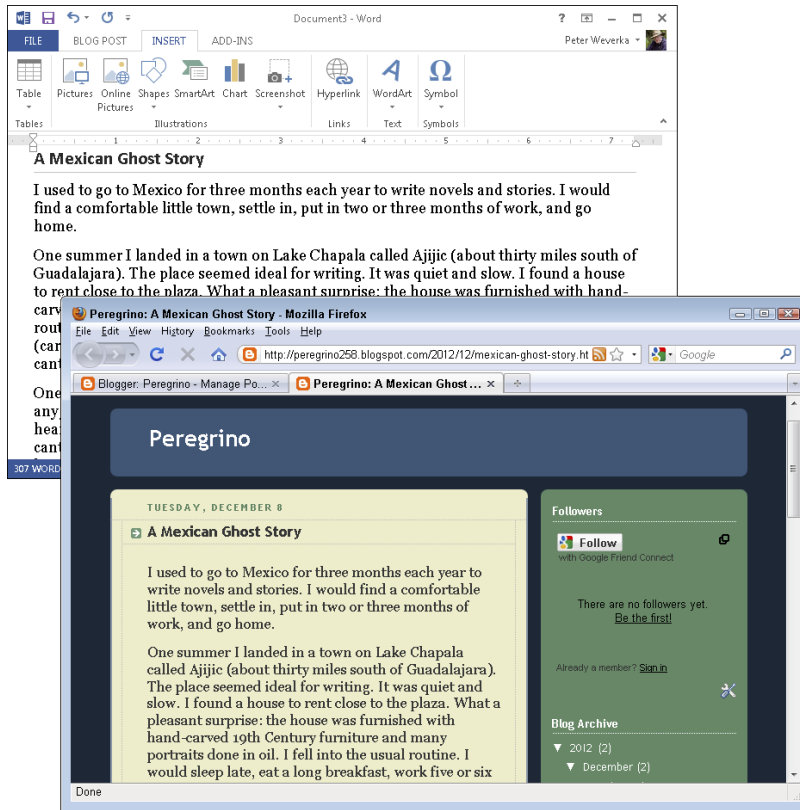 Document3 - Word
?
FILE
BLOG POST
INSERT
ADD-INS
Peter Weverka
Table
Pictures
Online
Pictures
Shapes
SmartArt
Chart
Screenshot
Hyperlink
WordArt
Symbol
Tables
Illustrations
Links
Text
Symbols
1 2 3 4 5 6 7
A Mexican Ghost Story
I used to go to Mexico for three months each year to write novels and stories. I would
find a comfortable little town, settle in, put in two or three months of work, and go
home.
One summer I landed in a town on Lake Chapala called Ajijic (about thirty miles south of
Guadalajara). The place seemed ideal for writing. It was quiet and slow. I found a house
to rent close to the plaza. What a pleasant surprise: the house was furnished with hand-
carv
rout
(car
cant
One
any
hea
cant
307 WORD
Peregrino: A Mexican Ghost Story - Mozilla Firefox
File Edit View History Bookmarks Tools Help
http://peregrino258.blogspot.com/2012/12/mexican-ghost-story.ht
Google
Blogger: Peregrino - Manage Po...
Peregrino: A Mexican Ghost...
Peregrino
TUESDAY, DECEMBER 8
A Mexican Ghost Story
I used to go to Mexico for three months each year to
write novels and stories. I would find a comfortable
little town, settle in, put in two or three months of
work, and go home.
One summer I landed in a town on Lake Chapala
called Ajijic (about thirty miles south of Guadalajara).
The place seemed ideal for writing. It was quiet and
slow. I found a house to rent close to the plaza. What a
pleasant surprise: the house was furnished with
hand-carved 19th Century furniture and many
portraits done in oil. I fell into the usual routine. I
would sleep late, eat a long breakfast, work five or six
Followers
Follow
with Google Friend Connect
There are no followers yet.
Be the first!
Already a member? Sign in
Blog Archive
▼ 2012 (2)
▼ December (2)
Done